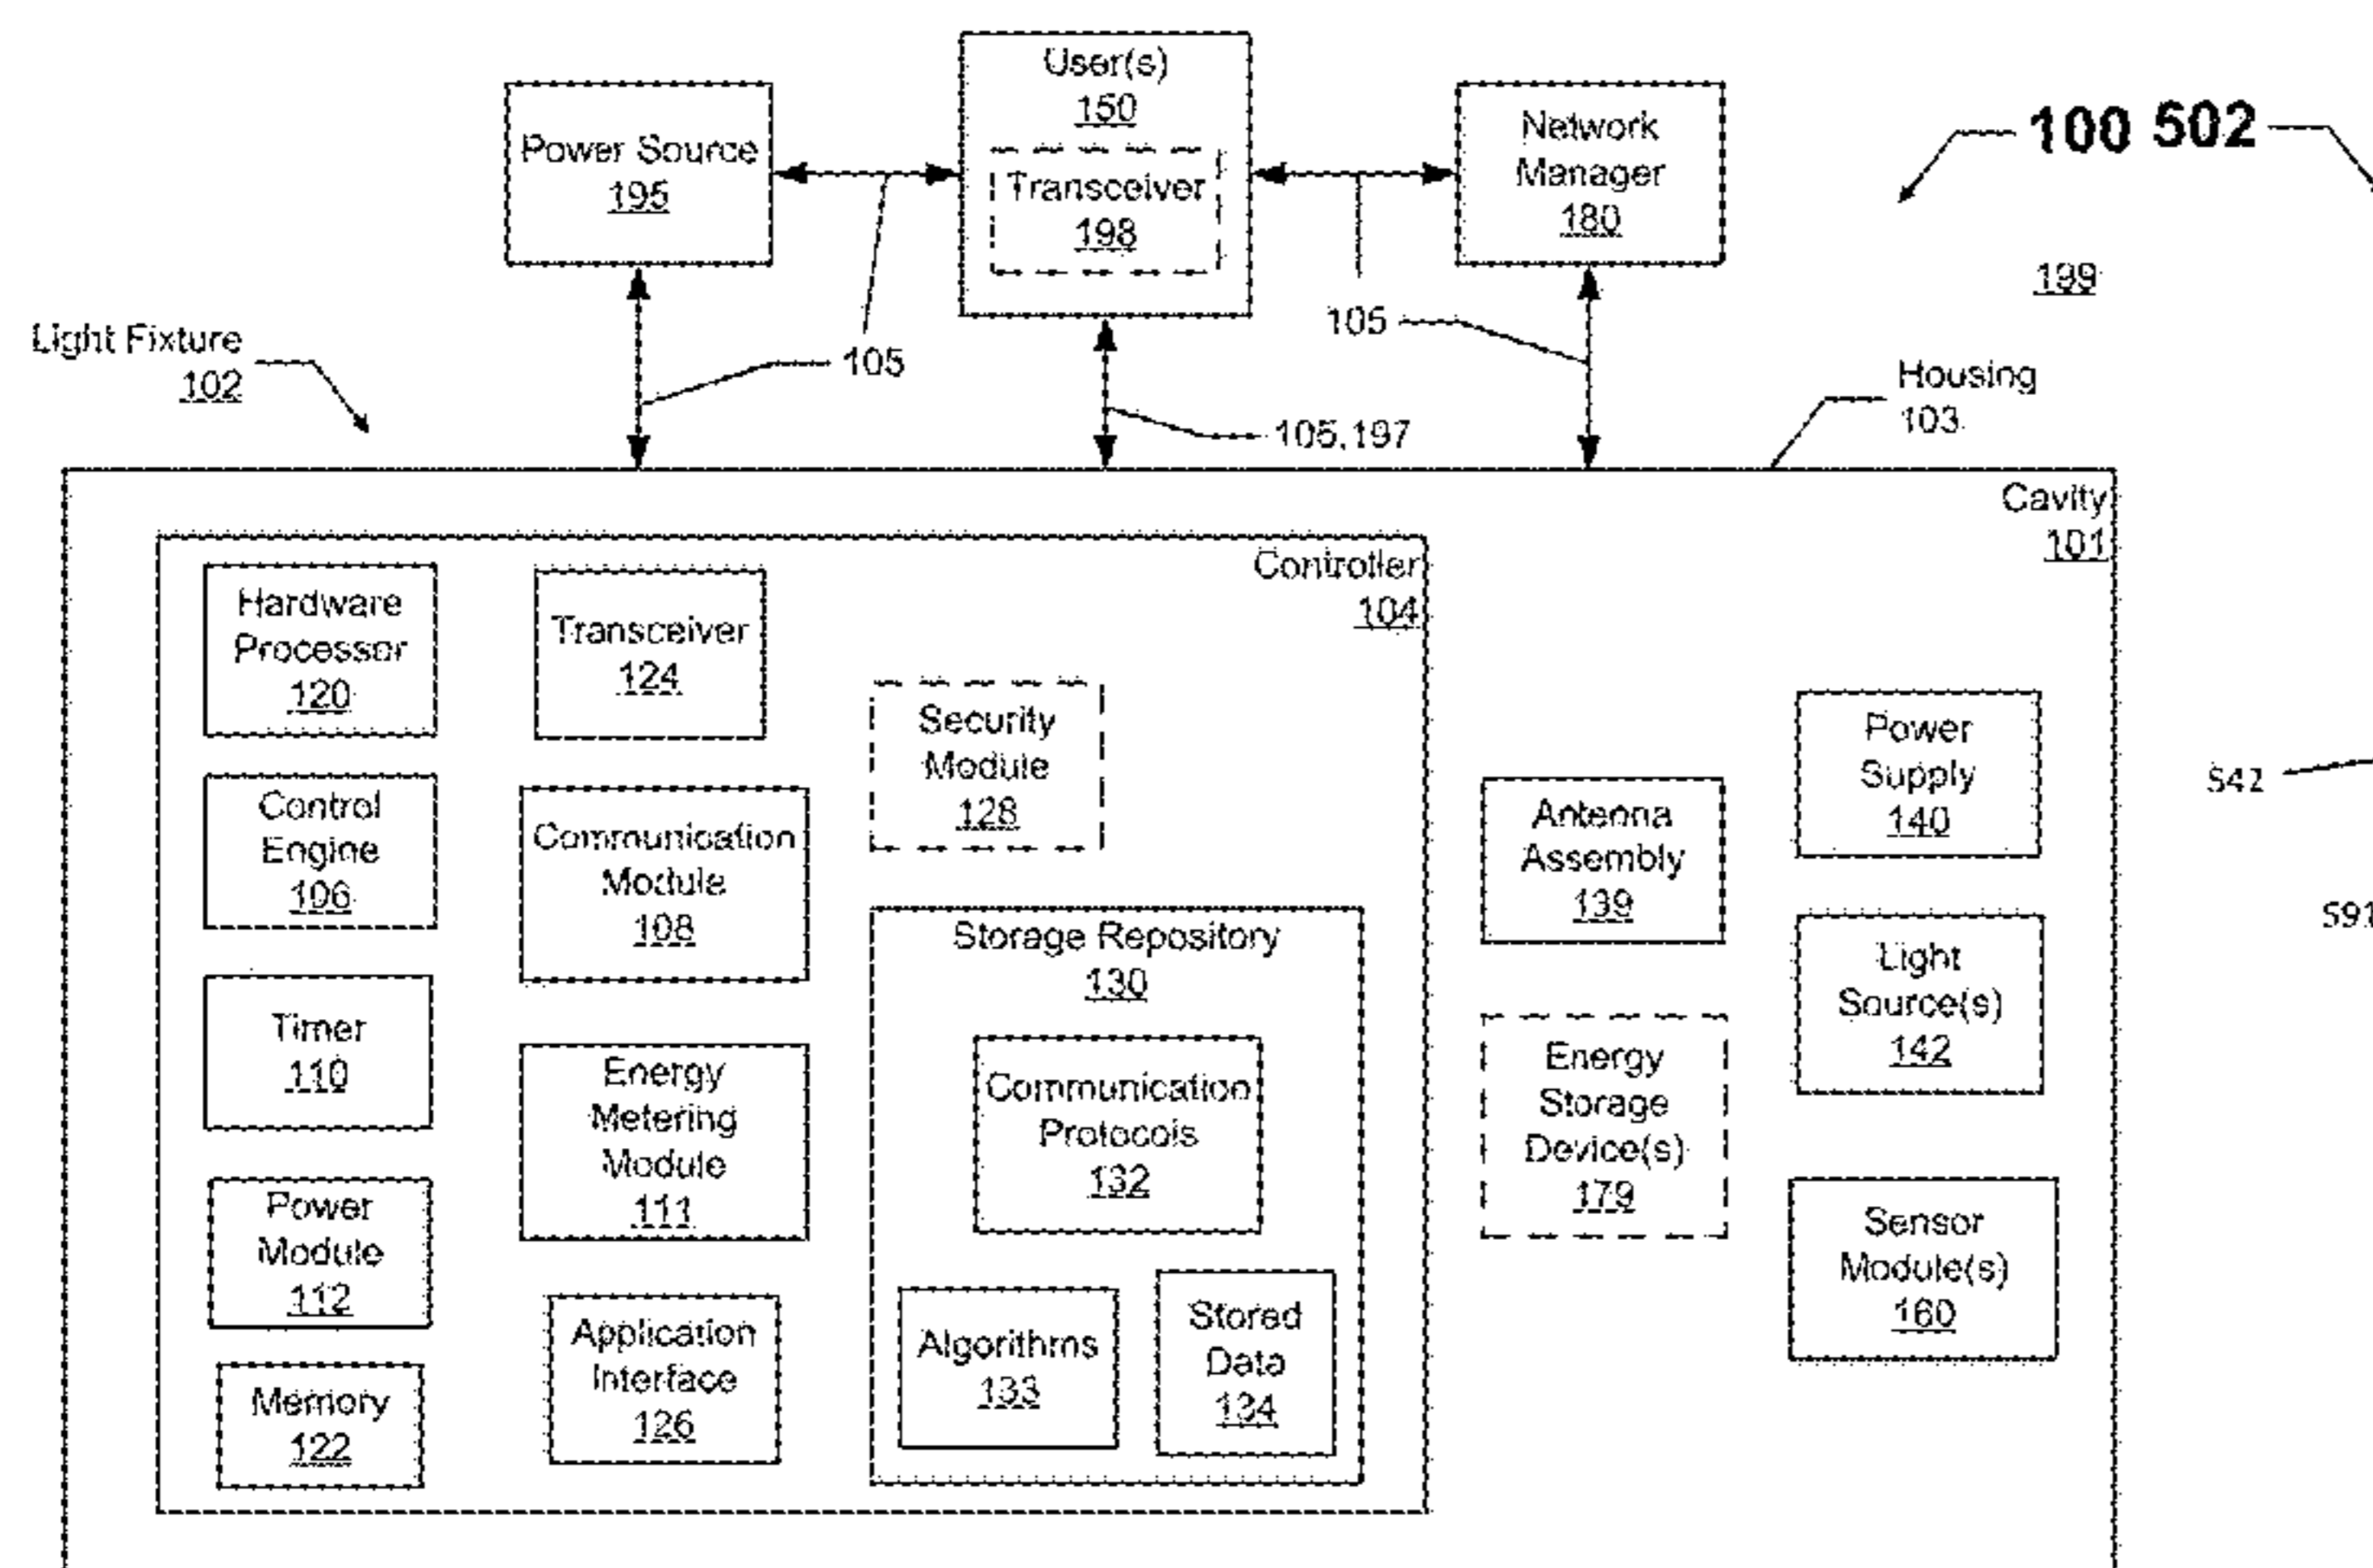 User(s)
150
Transceiver
198
Power Source
195
Network
Manager
180
100 502
199
Light Fixture
102
105
105
105,197
Housing
103
Cavity
101
Controller
104
Hardware
Processor
120
Transceiver
124
Security
Module
128
Control
Engine
106
Communication
Module
108
Timer
110
Energy
Metering
Module
111
Power
Module
112
Application
Interface
126
Memory
122
Storage Repository
130
Communication
Protocols
132
Algorithms
133
Stored
Data
134
Antenna
Assembly
139
Energy
Storage
Device(s)
179
Power
Supply
140
Light
Source(s)
142
Sensor
Module(s)
160
542
591